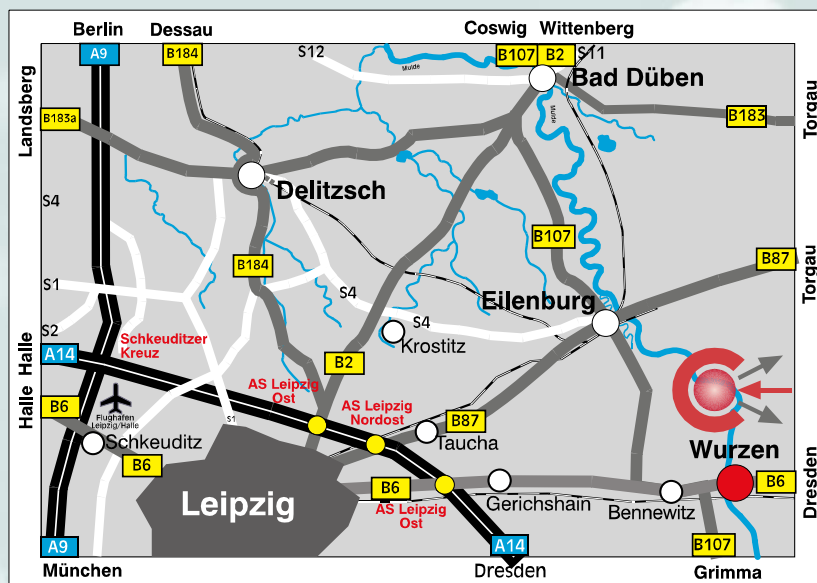 Berlin
Dessau
Coswig Wittenberg
A9
B184
S12
B107
B2
S11
Mulde
Bad Düben
Landsberg
B183a
B183
Torgau
Mulde
Delitzsch
S4
B107
B184
B87
Torgau
S1
S4
Eilenburg
S2
S4
Schkeuditzer
Kreuz
Krostitz
Halle
A14
B2
AS Leipzig
Ost
AS Leipzig
Nordost
Halle
B6
Flughafen
Leipzig/Halle
S1
B87
Taucha
Schkeuditz
Wurzen
B6
Leipzig
B6
Gerichshain
B6
Dresden
AS Leipzig
Ost
Bennewitz
A9
A14
B107
München
Dresden
Grimma